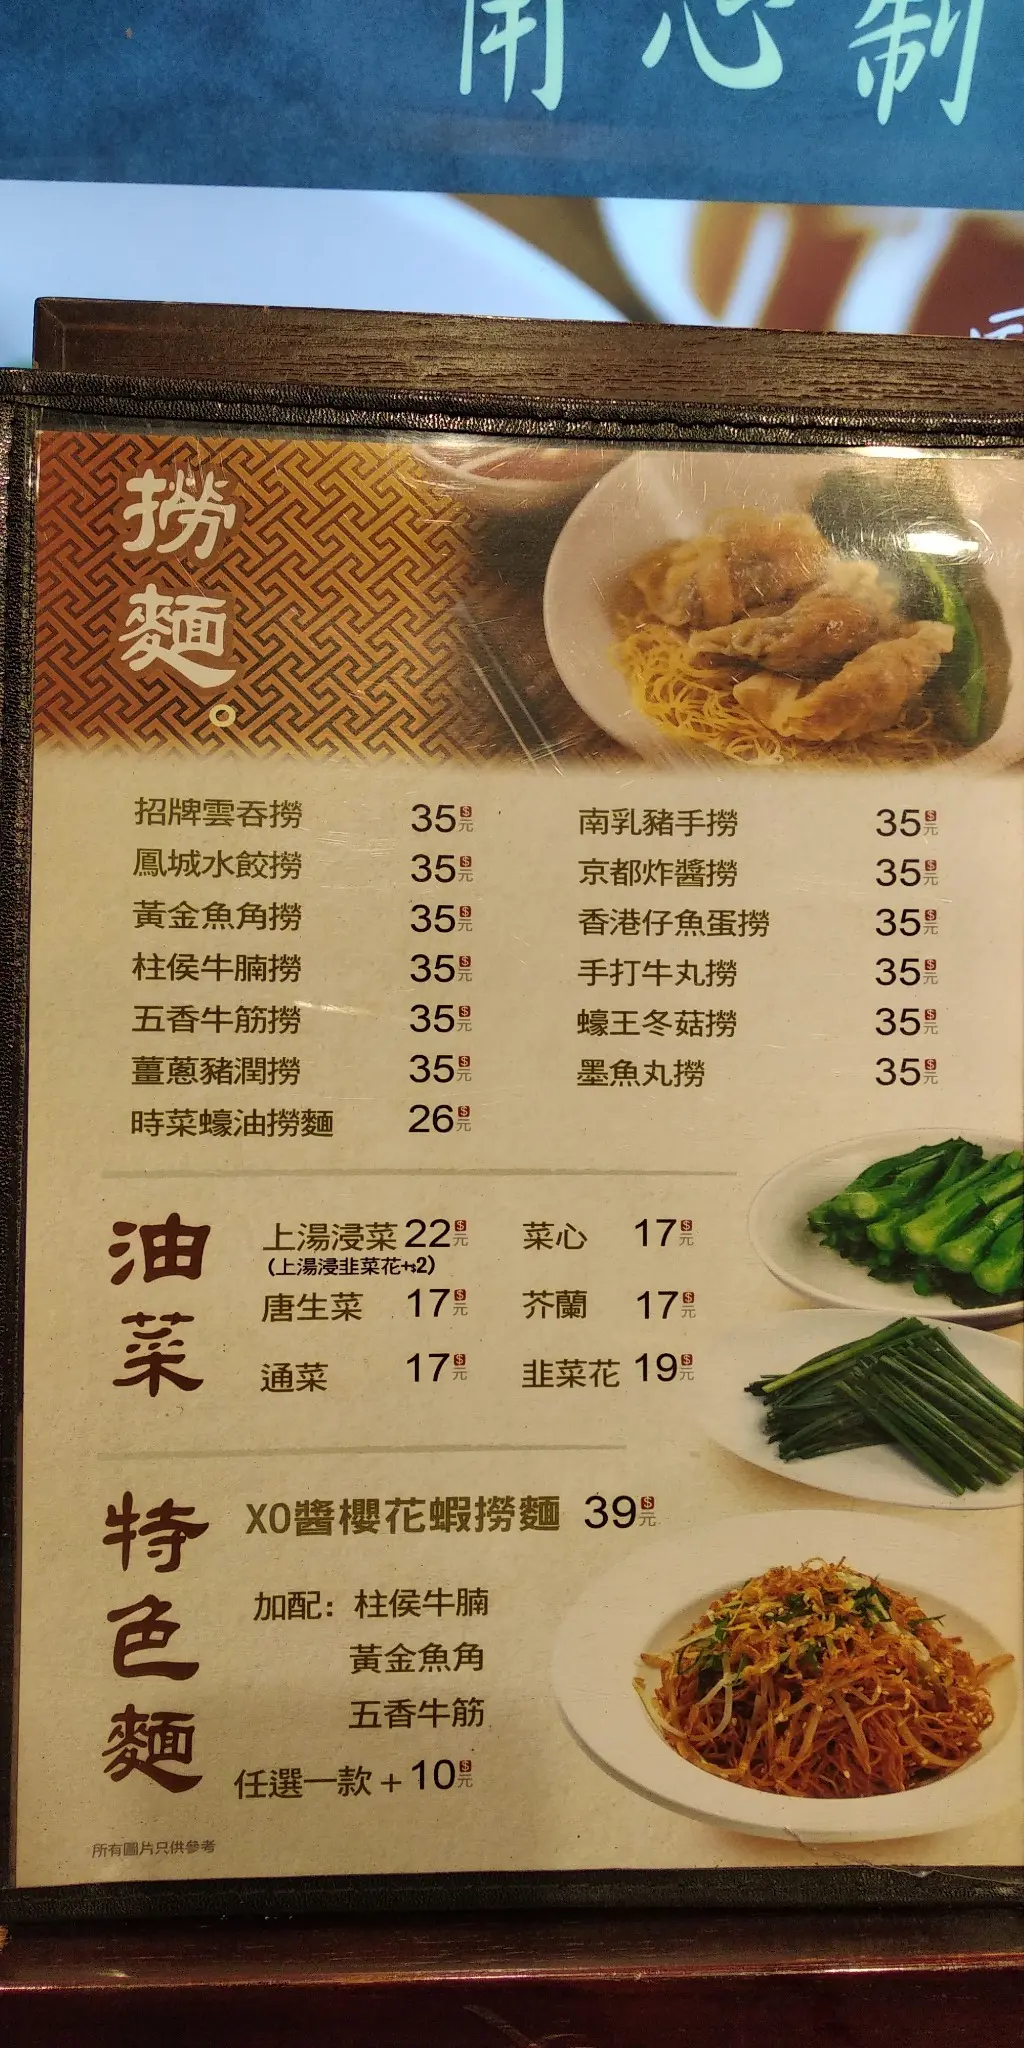 用心制
撈麵。
招牌雲吞撈 35元
鳳城水餃撈 35元
黃金魚角撈 35元
柱侯牛腩撈 35元
五香牛筋撈 35元
薑蔥豬潤撈 35元
時菜蠔油撈麵 26元
南乳豬手撈 35元
京都炸醬撈 35元
香港仔魚蛋撈 35元
手打牛丸撈 35元
蠔王冬菇撈 35元
墨魚丸撈 35元
油菜
上湯浸菜 22元
(上湯浸韭菜花+$2)
唐生菜 17元
通菜 17元
菜心 17元
芥蘭 17元
韭菜花 19元
特色麵
XO醬櫻花蝦撈麵 39元
加配：柱侯牛腩
黃金魚角
五香牛筋
任選一款+10元
所有圖片只供參考